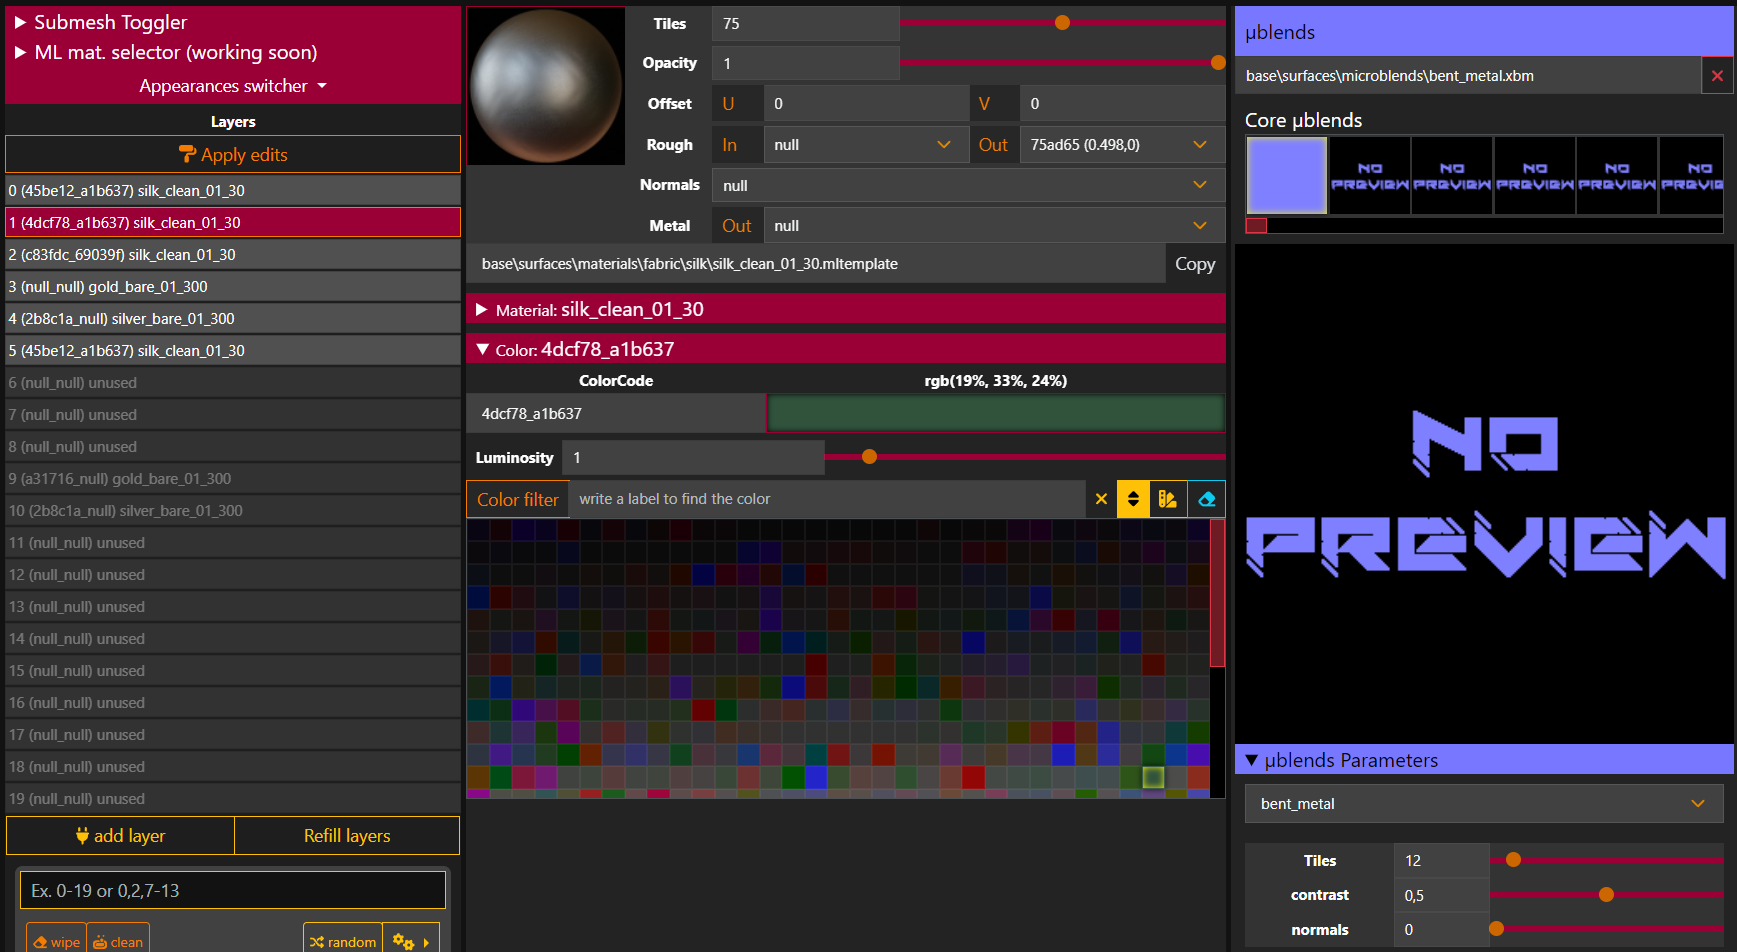 Submesh Toggler
ML mat. selector (working soon)
Appearances switcher
Layers
Apply edits
0 (45be12_a1b637) silk_clean_01_30
1 (4dcf78_a1b637) silk_clean_01_30
2 (c83fdc_69039f) silk_clean_01_30
3 (null_null) gold_bare_01_300
4 (2b8c1a_null) silver_bare_01_300
5 (45be12_a1b637) silk_clean_01_30
6 (null_null) unused
7 (null_null) unused
8 (null_null) unused
9 (a31716_null) gold_bare_01_300
10 (2b8c1a_null) silver_bare_01_300
11 (null_null) unused
12 (null_null) unused
13 (null_null) unused
14 (null_null) unused
15 (null_null) unused
16 (null_null) unused
17 (null_null) unused
18 (null_null) unused
19 (null_null) unused
add layer Refill layers
Ex. 0-19 or 0,2,7-13
wipe clean random
Tiles 75
Opacity 1
Offset U 0 V 0
Rough In null Out 75ad65 (0.498,0)
Normals null
Metal Out null
base\surfaces\materials\fabric\silk\silk_clean_01_30.mltemplate Copy
Material: silk_clean_01_30
Color: 4dcf78_a1b637
ColorCode rgb(19%, 33%, 24%)
4dcf78_a1b637
Luminosity 1
Color filter write a label to find the color
µblends
base\surfaces\microblends\bent_metal.xbm
Core µblends
NO PREVIEW NO PREVIEW NO PREVIEW NO PREVIEW NO PREVIEW
NO
PREVIEW
µblends Parameters
bent_metal
Tiles 12
contrast 0,5
normals 0